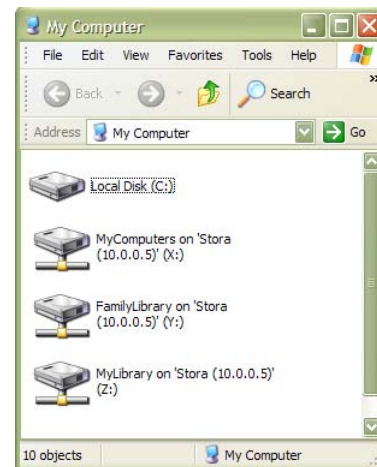 My Computer
File Edit View Favorites Tools Help
Back Search »
Address My Computer Go
Local Disk (C:)
MyComputers on 'Stora
(10.0.0.5)' (X:)
FamilyLibrary on 'Stora
(10.0.0.5)' (Y:)
MyLibrary on 'Stora (10.0.0.5)'
(Z:)
10 objects My Computer